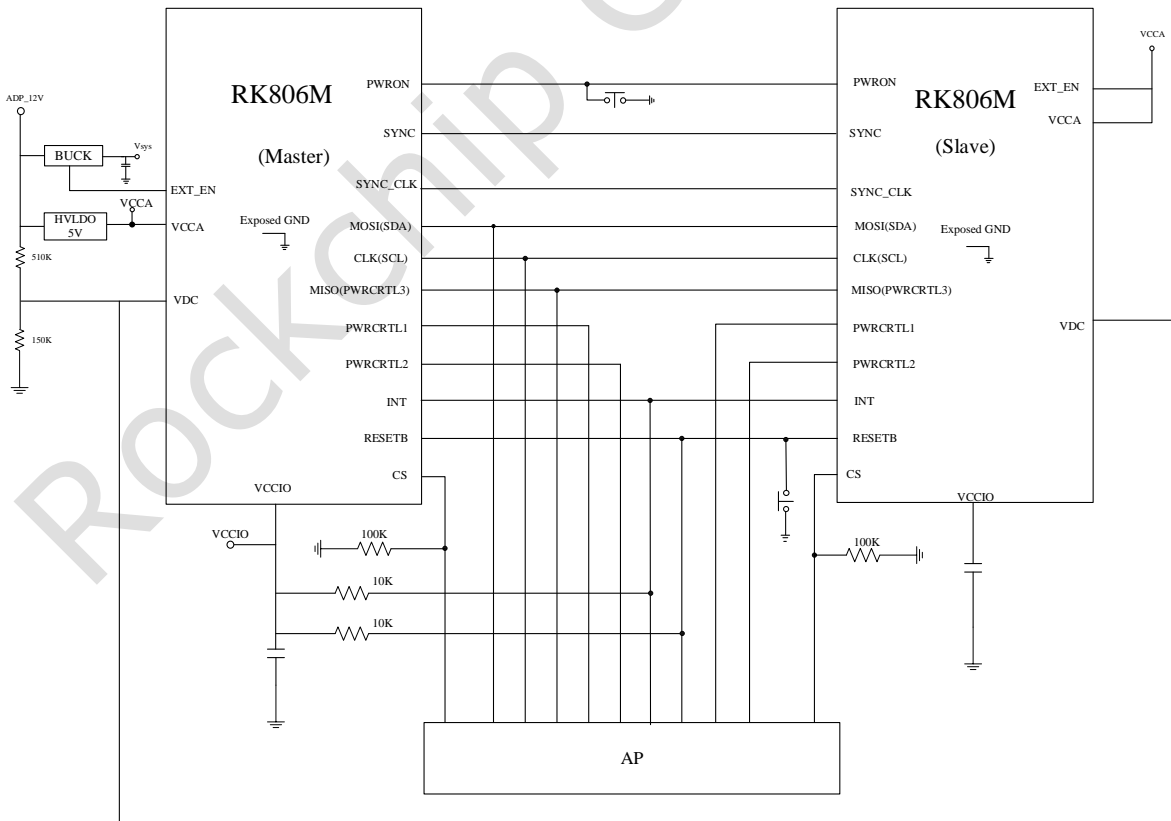 RK806M
(Master)
PWRON
SYNC
SYNC_CLK
MOSI(SDA)
CLK(SCL)
MISO(PWRCRTL3)
PWRCRTL1
PWRCRTL2
INT
RESETB
CS
VCCIO
EXT_EN
VCCA
VDC
Exposed GND
ADP_12V
BUCK
Vsys
VCCA
HVLDO
5V
510K
150K
RK806M
(Slave)
PWRON
SYNC
SYNC_CLK
MOSI(SDA)
CLK(SCL)
MISO(PWRCRTL3)
PWRCRTL1
PWRCRTL2
INT
RESETB
CS
VCCIO
EXT_EN
VCCA
VDC
Exposed GND
VCCA
VCCIO
100K
10K
10K
100K
AP
Rockchip C